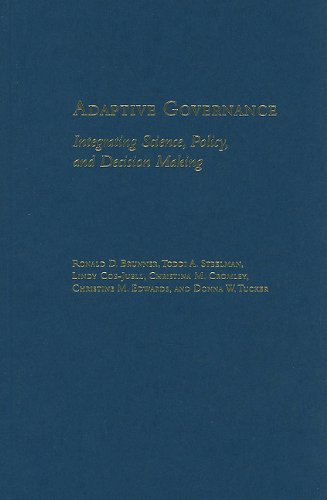 ADAPTIVE GOVERNANCE
Integrating Science, Policy,
and Decision Making
RONALD D. BRUNNER, TODDI A. STEELMAN,
LINDY COE-JUELL, CHRISTINA M. CROMLEY,
CHRISTINE M. EDWARDS, AND DONNA W. TUCKER